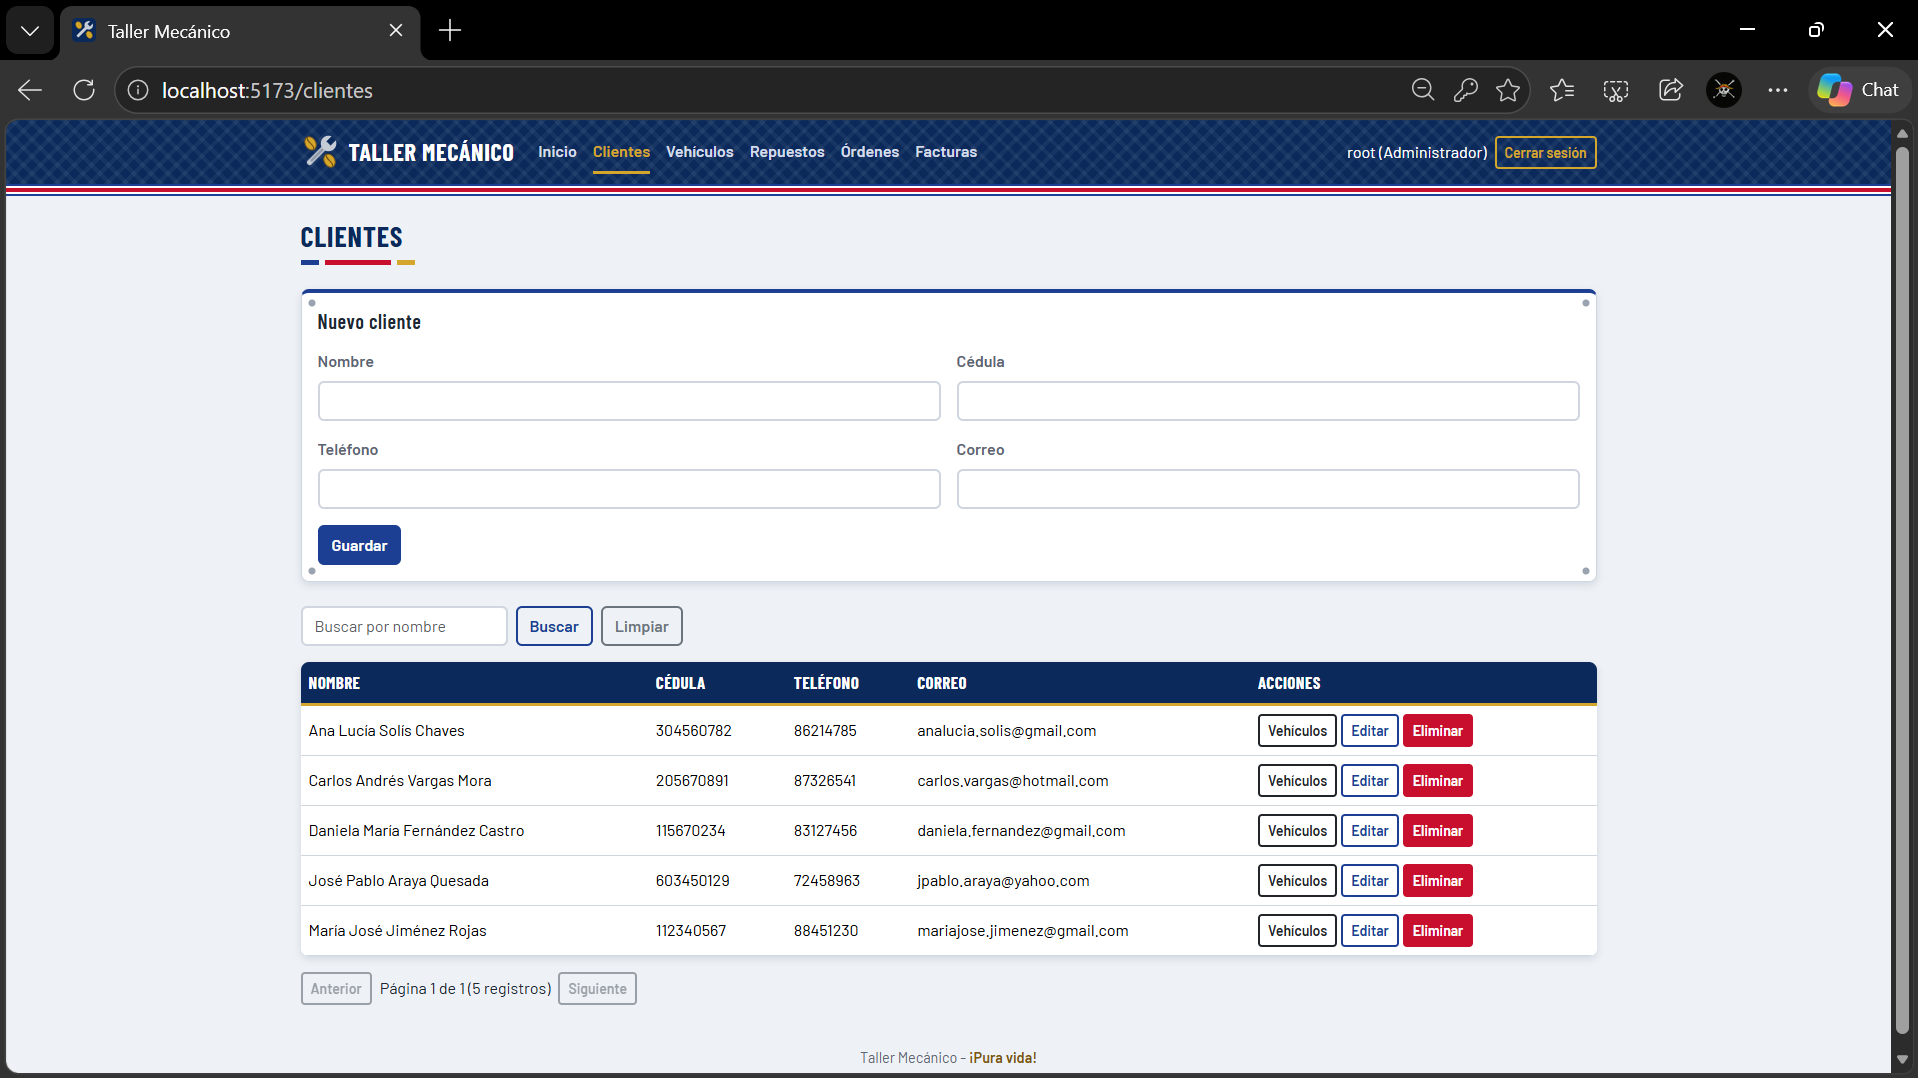 Taller Mecánico
localhost:5173/clientes
Chat
TALLER MECÁNICO Inicio Clientes Vehículos Repuestos Órdenes Facturas root (Administrador) Cerrar sesión
CLIENTES
Nuevo cliente
Nombre Cédula
Teléfono Correo
Guardar
Buscar por nombre Buscar Limpiar
NOMBRE CÉDULA TELÉFONO CORREO ACCIONES
Ana Lucía Solís Chaves 304560782 86214785 analucia.solis@gmail.com Vehículos Editar Eliminar
Carlos Andrés Vargas Mora 205670891 87326541 carlos.vargas@hotmail.com Vehículos Editar Eliminar
Daniela María Fernández Castro 115670234 83127456 daniela.fernandez@gmail.com Vehículos Editar Eliminar
José Pablo Araya Quesada 603450129 72458963 jpablo.araya@yahoo.com Vehículos Editar Eliminar
María José Jiménez Rojas 112340567 88451230 mariajose.jimenez@gmail.com Vehículos Editar Eliminar
Anterior Página 1 de 1 (5 registros) Siguiente
Taller Mecánico - ¡Pura vida!